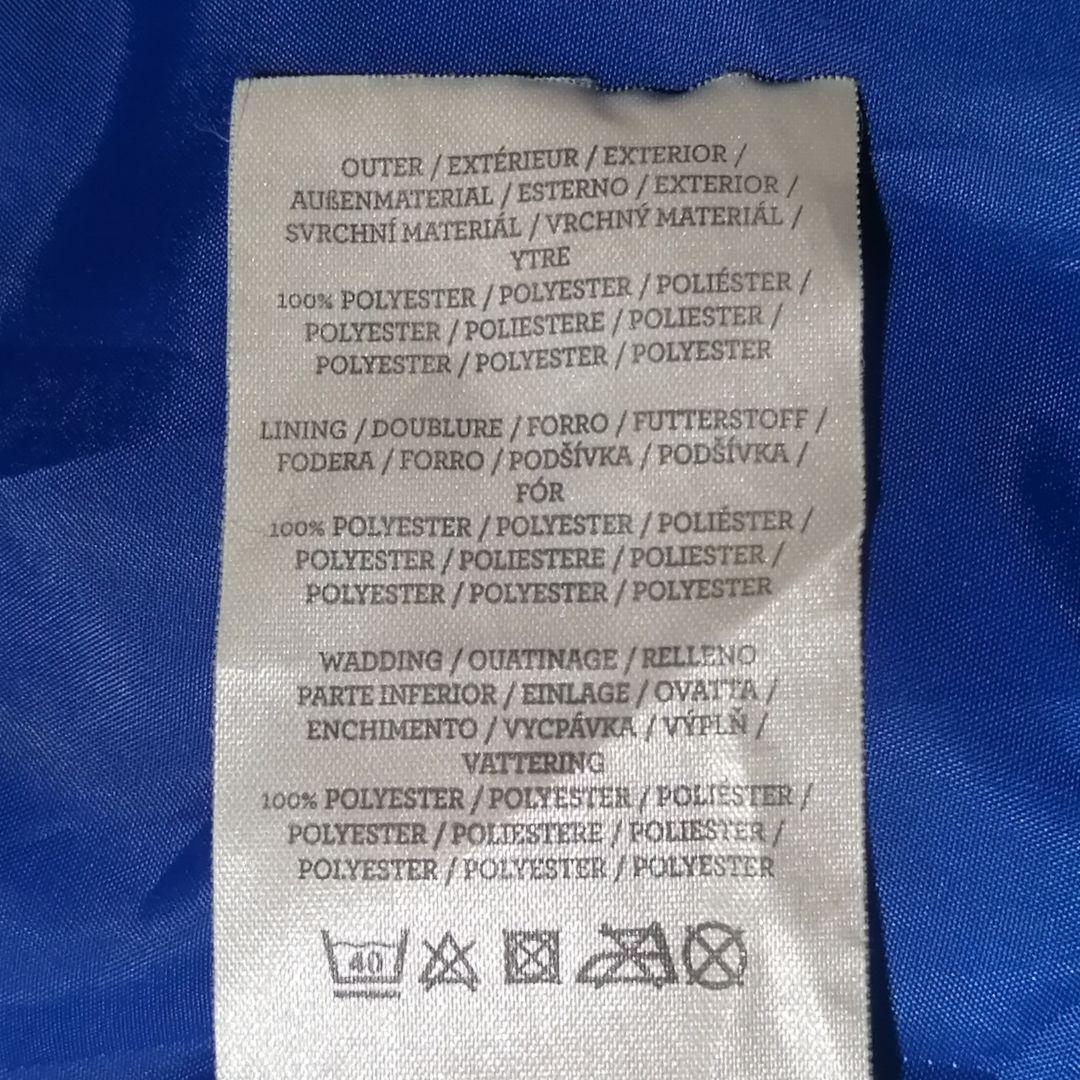 OUTER / EXTÉRIEUR / EXTERIOR /
AUßENMATERIAL / ESTERNO / EXTERIOR /
SVRCHNÍ MATERIÁL / VRCHNÝ MATERIÁL /
YTRE
100% POLYESTER / POLYESTER / POLIÉSTER /
POLYESTER / POLIESTERE / POLIESTER /
POLYESTER / POLYESTER / POLYESTER
LINING / DOUBLURE / FORRO / FUTTERSTOFF /
FODERA / FORRO / PODŠÍVKA / PODŠÍVKA /
FÓR
100% POLYESTER / POLYESTER / POLIÉSTER /
POLYESTER / POLIESTERE / POLIESTER /
POLYESTER / POLYESTER / POLYESTER
WADDING / OUATINAGE / RELLENO
PARTE INFERIOR / EINLAGE / OVATTA /
ENCHIMENTO / VYCPÁVKA / VÝPLŇ /
VATTERING
100% POLYESTER / POLYESTER / POLIÉSTER /
POLYESTER / POLIESTERE / POLIESTER /
POLYESTER / POLYESTER / POLYESTER
40